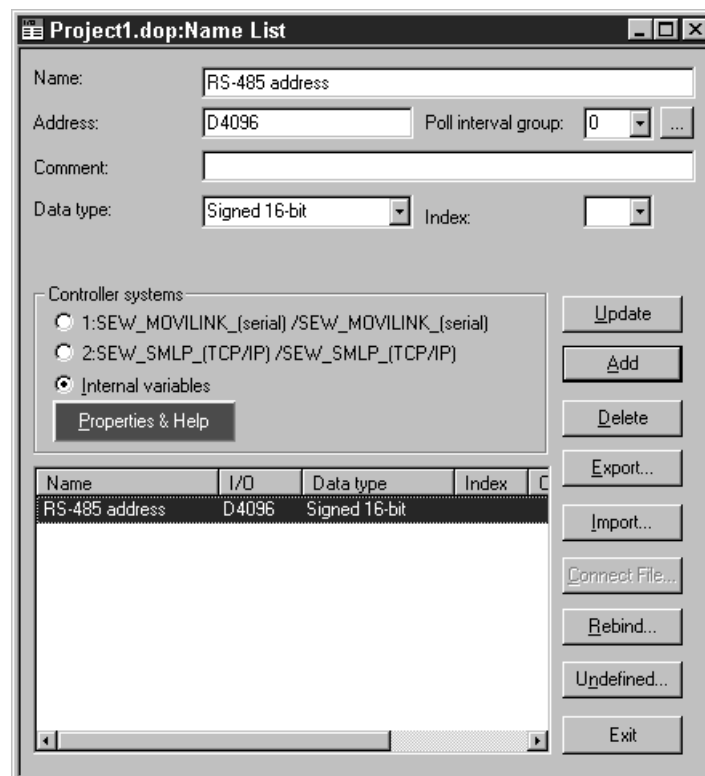 Project1.dop:Name List
Name: RS-485 address
Address: D4096 Poll interval group: 0 ...
Comment:
Data type: Signed 16-bit Index:
Controller systems
1:SEW_MOVILINK_(serial) /SEW_MOVILINK_(serial)
2:SEW_SMLP_(TCP/IP) /SEW_SMLP_(TCP/IP)
Internal variables
Properties & Help
Update
Add
Delete
Export...
Import...
Connect File...
Rebind...
Undefined...
Exit
Name I/O Data type Index C
RS-485 address D4096 Signed 16-bit